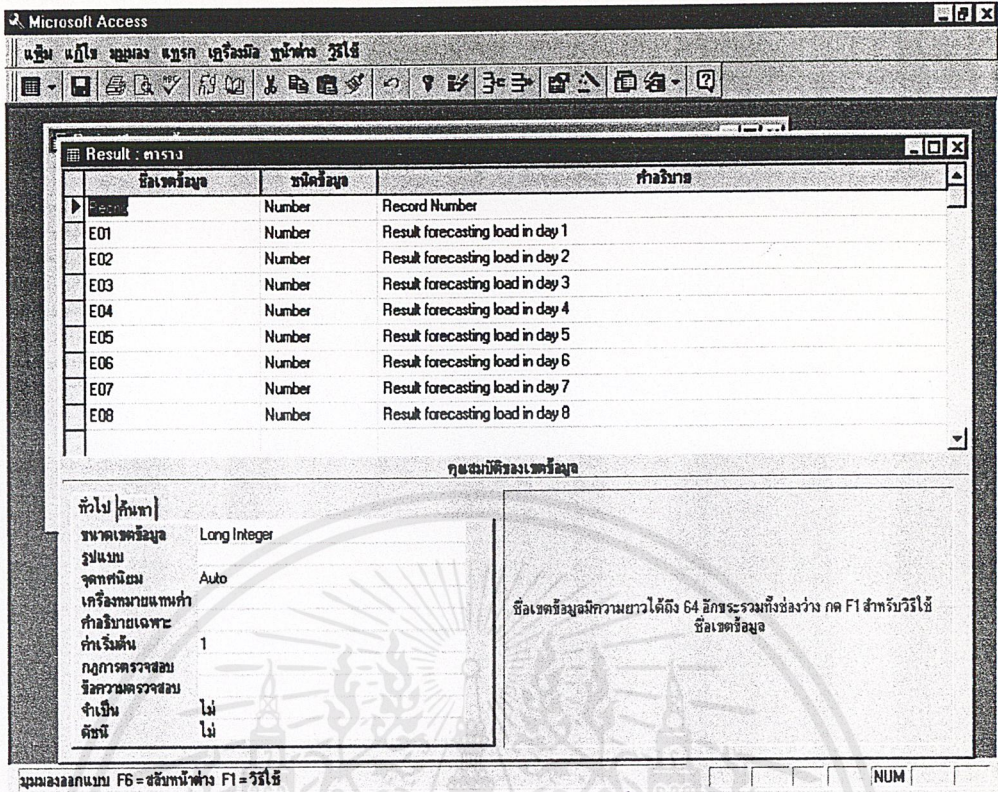 Microsoft Access
แฟ้ม แก้ไข มุมมอง แทรก เครื่องมือ หน้าต่าง วิธีใช้
Result : ตาราง
ชื่อเขตข้อมูล ชนิดข้อมูล คำอธิบาย
Number Record Number
E01 Number Result forecasting load in day 1
E02 Number Result forecasting load in day 2
E03 Number Result forecasting load in day 3
E04 Number Result forecasting load in day 4
E05 Number Result forecasting load in day 5
E06 Number Result forecasting load in day 6
E07 Number Result forecasting load in day 7
E08 Number Result forecasting load in day 8
คุณสมบัติของเขตข้อมูล
ทั่วไป ค้นหา
ขนาดเขตข้อมูล Long Integer
รูปแบบ
จุดทศนิยม Auto
เครื่องหมายแทนคำ
คำอธิบายเฉพาะ
ค่าเริ่มต้น 1
กฎการตรวจสอบ
ข้อความตรวจสอบ
จำเป็น ไม่
ดัชนี ไม่
ชื่อเขตข้อมูลมีความยาวได้ถึง 64 อักขระรวมทั้งช่องว่าง กด F1 สำหรับวิธีใช้
ชื่อเขตข้อมูล
มุมมองออกแบบ F6 = สลับหน้าต่าง F1 = วิธีใช้ NUM